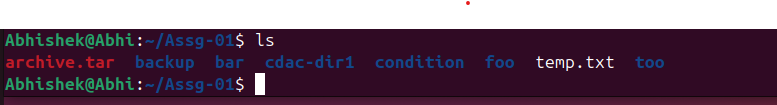 Abhishek@Abhi:~/Assg-01$ ls
archive.tar  backup  bar  cdac-dir1  condition  foo  temp.txt  too
Abhishek@Abhi:~/Assg-01$